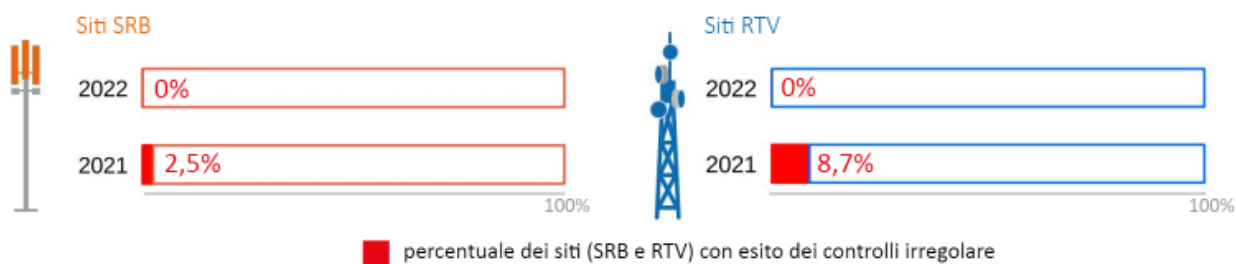 Siti SRB
2022 0%
2021 2,5%
100%
Siti RTV
2022 0%
2021 8,7%
100%
percentuale dei siti (SRB e RTV) con esito dei controlli irregolare